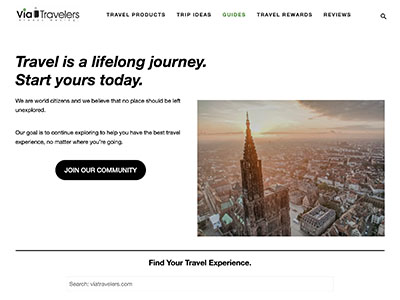 Via Travelers
TRAVEL PRODUCTS TRIP IDEAS GUIDES TRAVEL REWARDS REVIEWS
Travel is a lifelong journey.
Start yours today.
We are world citizens and we believe that no place should be left
unexplored.
Our goal is to continue exploring to help you have the best travel
experience, no matter where you're going.
JOIN OUR COMMUNITY
Find Your Travel Experience.
Search: viatravelers.com